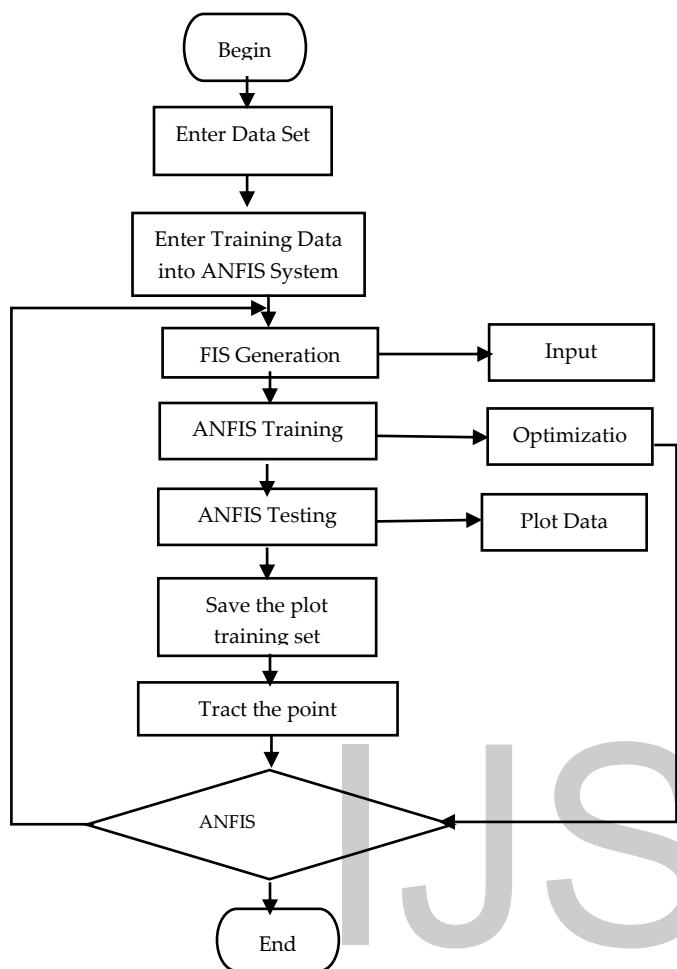 Begin
Enter Data Set
Enter Training Data
into ANFIS System
FIS Generation
Input
ANFIS Training
Optimizatio
ANFIS Testing
Plot Data
Save the plot
training set
Tract the point
ANFIS
End
IJS